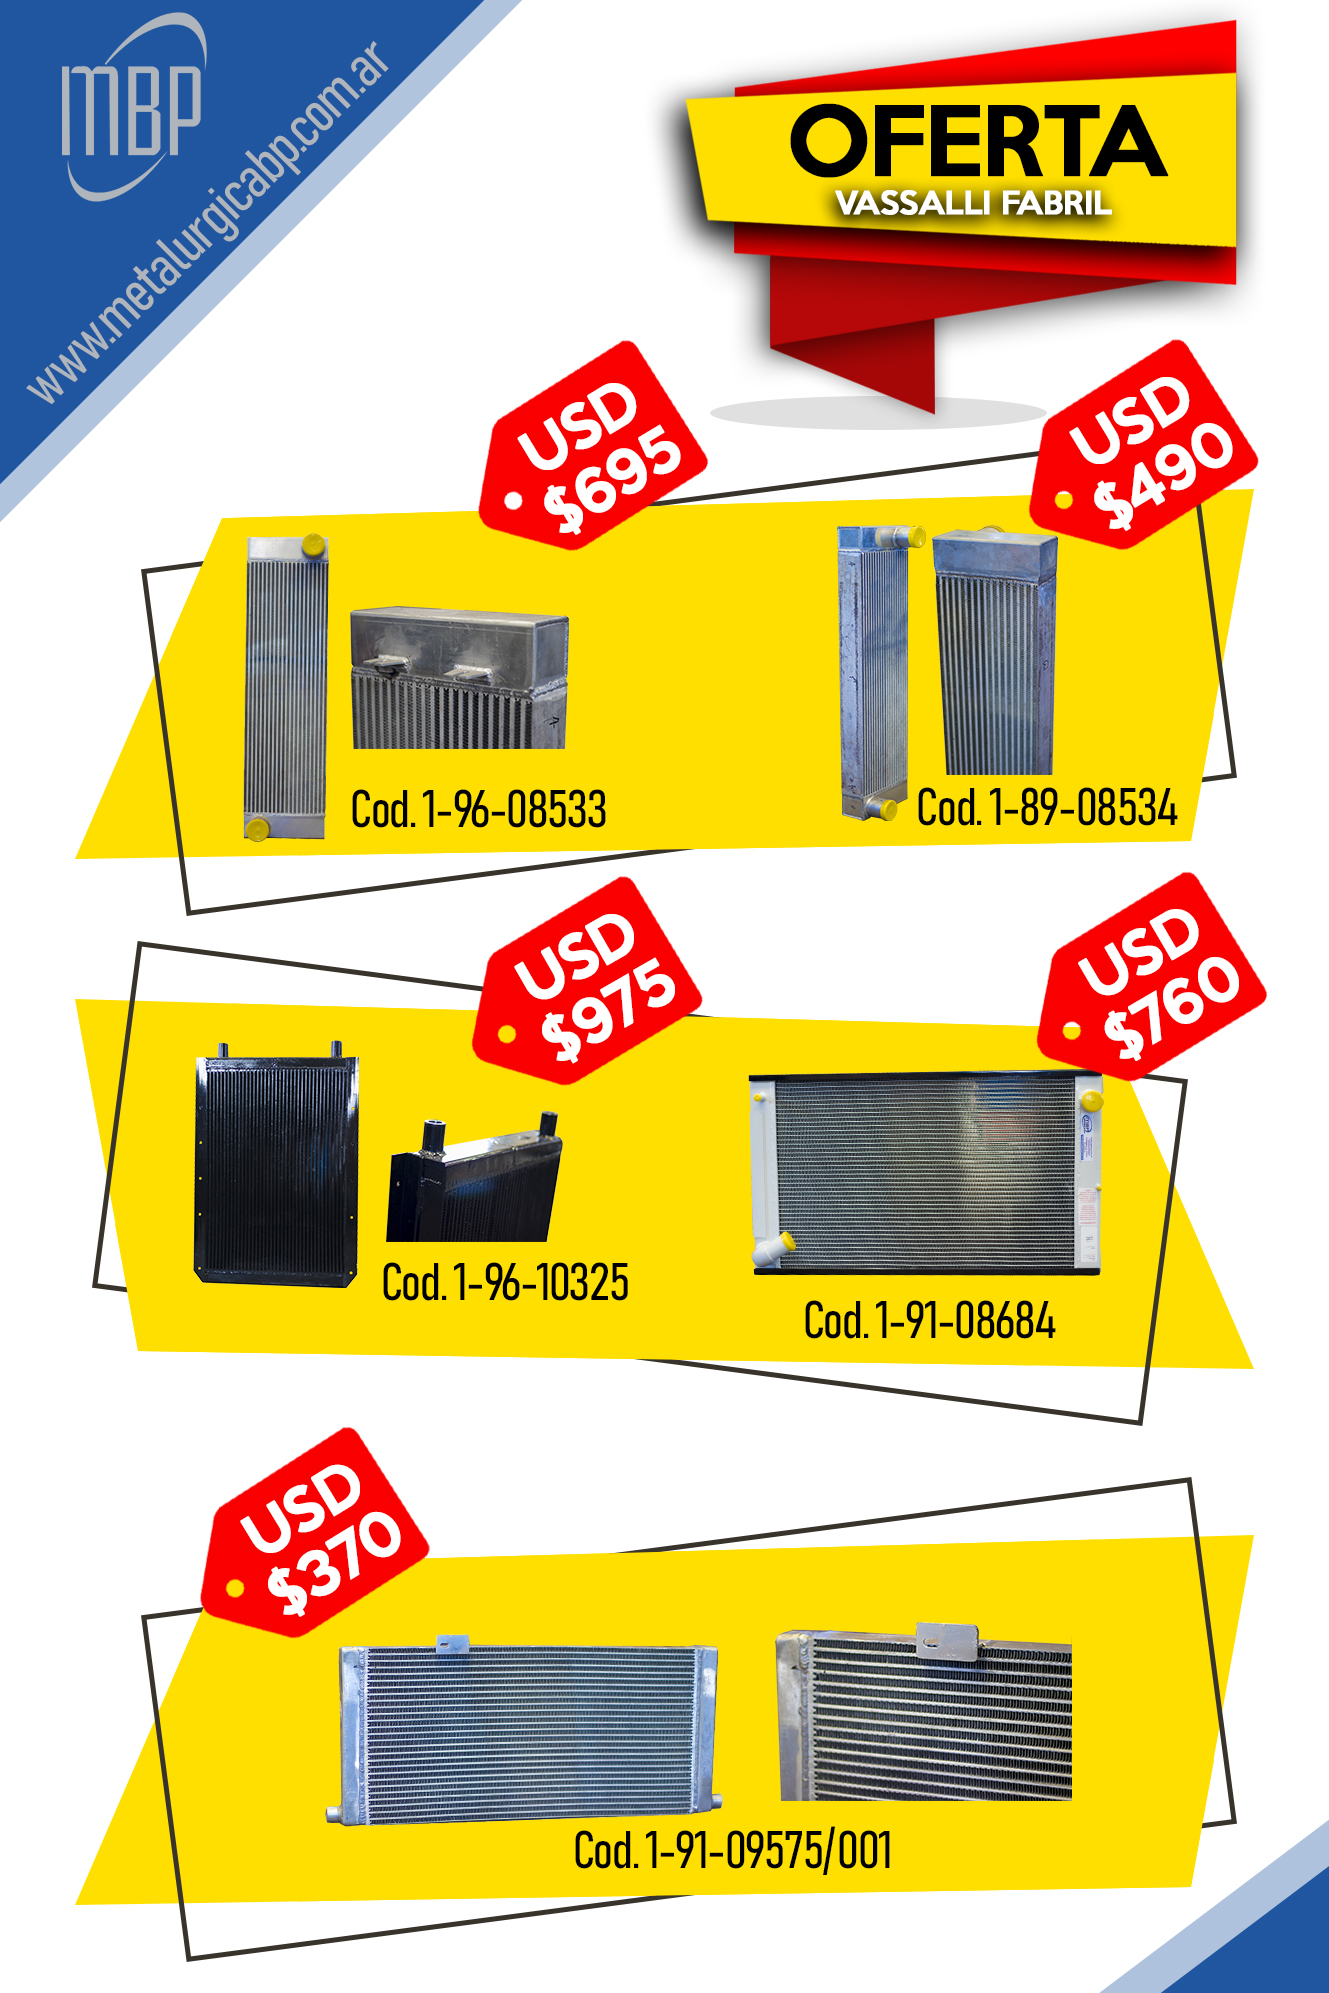 MBP
www.metalurgicabp.com.ar
OFERTA
VASSALLI FABRIL
USD
$695
USD
$490
Cod. 1-96-08533
Cod. 1-89-08534
USD
$975
USD
$760
Cod. 1-96-10325
Cod. 1-91-08684
USD
$370
Cod. 1-91-09575/001